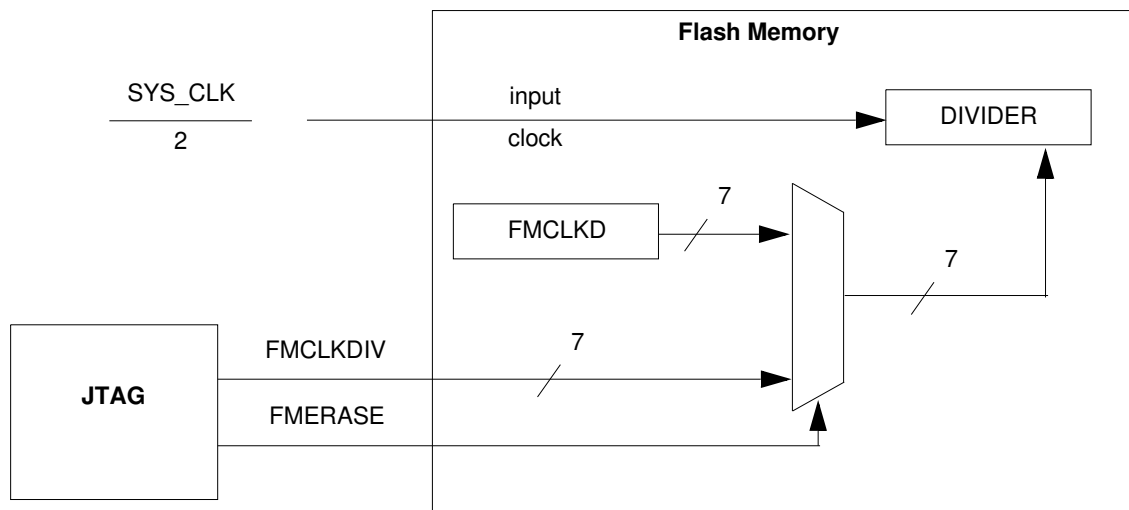 Flash Memory
SYS_CLK
2
input
clock
DIVIDER
7
FMCLKD
7
FMCLKDIV
7
JTAG
FMERASE